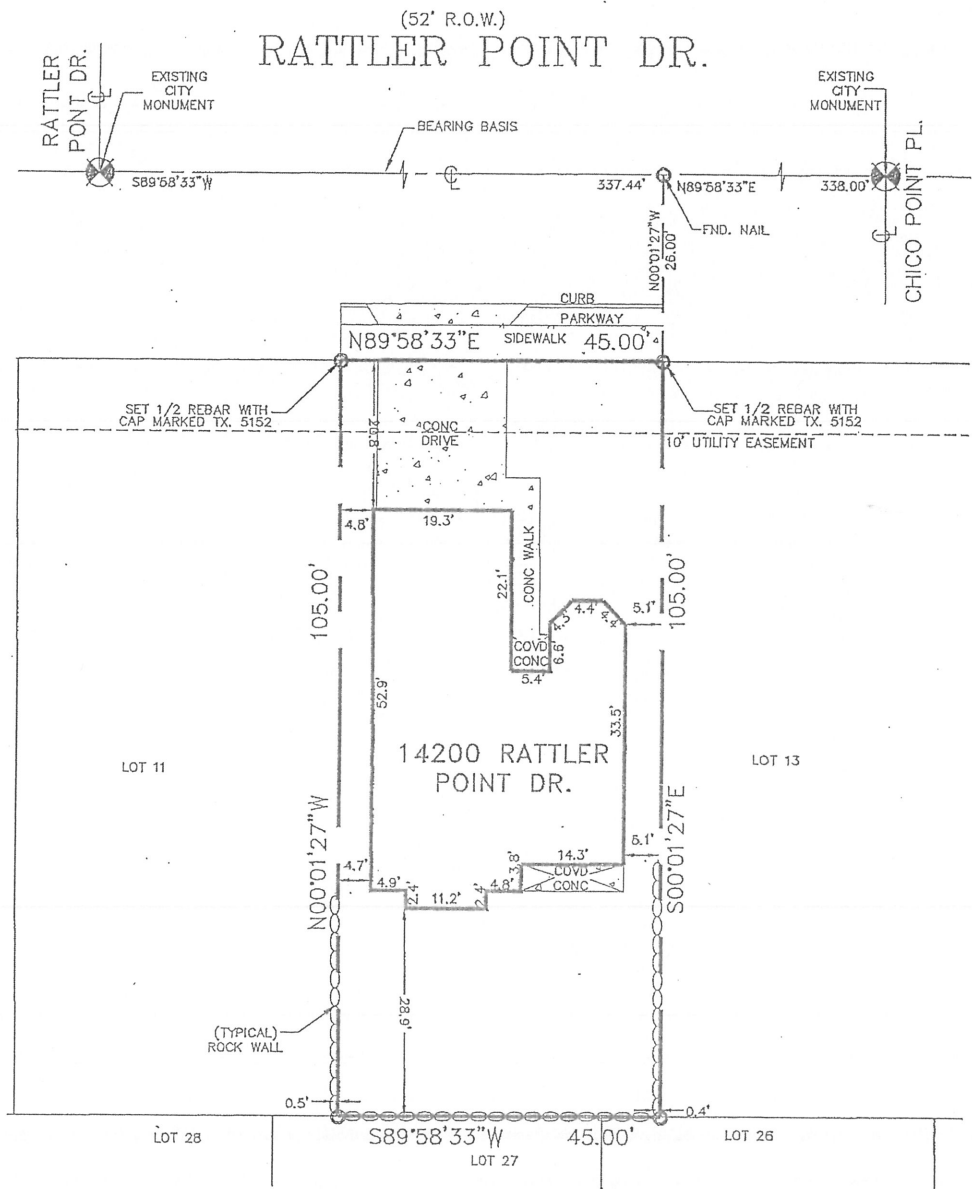 (52' R.O.W.)
RATTLER POINT DR.
RATTLER
PONT DR.
EXISTING
CITY
MONUMENT
EXISTING
CITY
MONUMENT
BEARING BASIS
CHICO POINT PL.
S89°58'33"W
337.44'
N89°58'33"E
338.00'
FND. NAIL
N00°01'27"W
26.00'
CURB
PARKWAY
SIDEWALK
N89°58'33"E 45.00'
SET 1/2 REBAR WITH
CAP MARKED TX. 5152
SET 1/2 REBAR WITH
CAP MARKED TX. 5152
10' UTILITY EASEMENT
CONC
DRIVE
20.8
4.8'
19.3'
CONC WALK
22.1'
105.00'
105.00'
4.3'
4.4'
4.4'
5.1'
COVD
CONC
6.6'
5.4'
52.9'
33.5'
14200 RATTLER
POINT DR.
LOT 11
LOT 13
N00°01'27"W
S00°01'27"E
4.7'
4.9'
2.4'
11.2'
2.4'
4.8'
3.8'
14.3'
COVD
CONC
5.1'
28.9'
(TYPICAL)
ROCK WALL
0.5'
0.4'
S89°58'33"W 45.00'
LOT 28
LOT 27
LOT 26